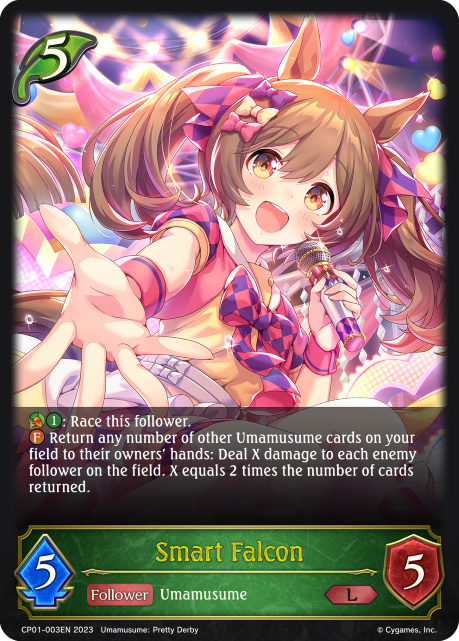 5
1: Race this follower.
F Return any number of other Umamusume cards on your
field to their owners' hands: Deal X damage to each enemy
follower on the field. X equals 2 times the number of cards
returned.
Smart Falcon
5
Follower Umamusume
L
5
CP01-003EN 2023 Umamusume: Pretty Derby
© Cygames, Inc.